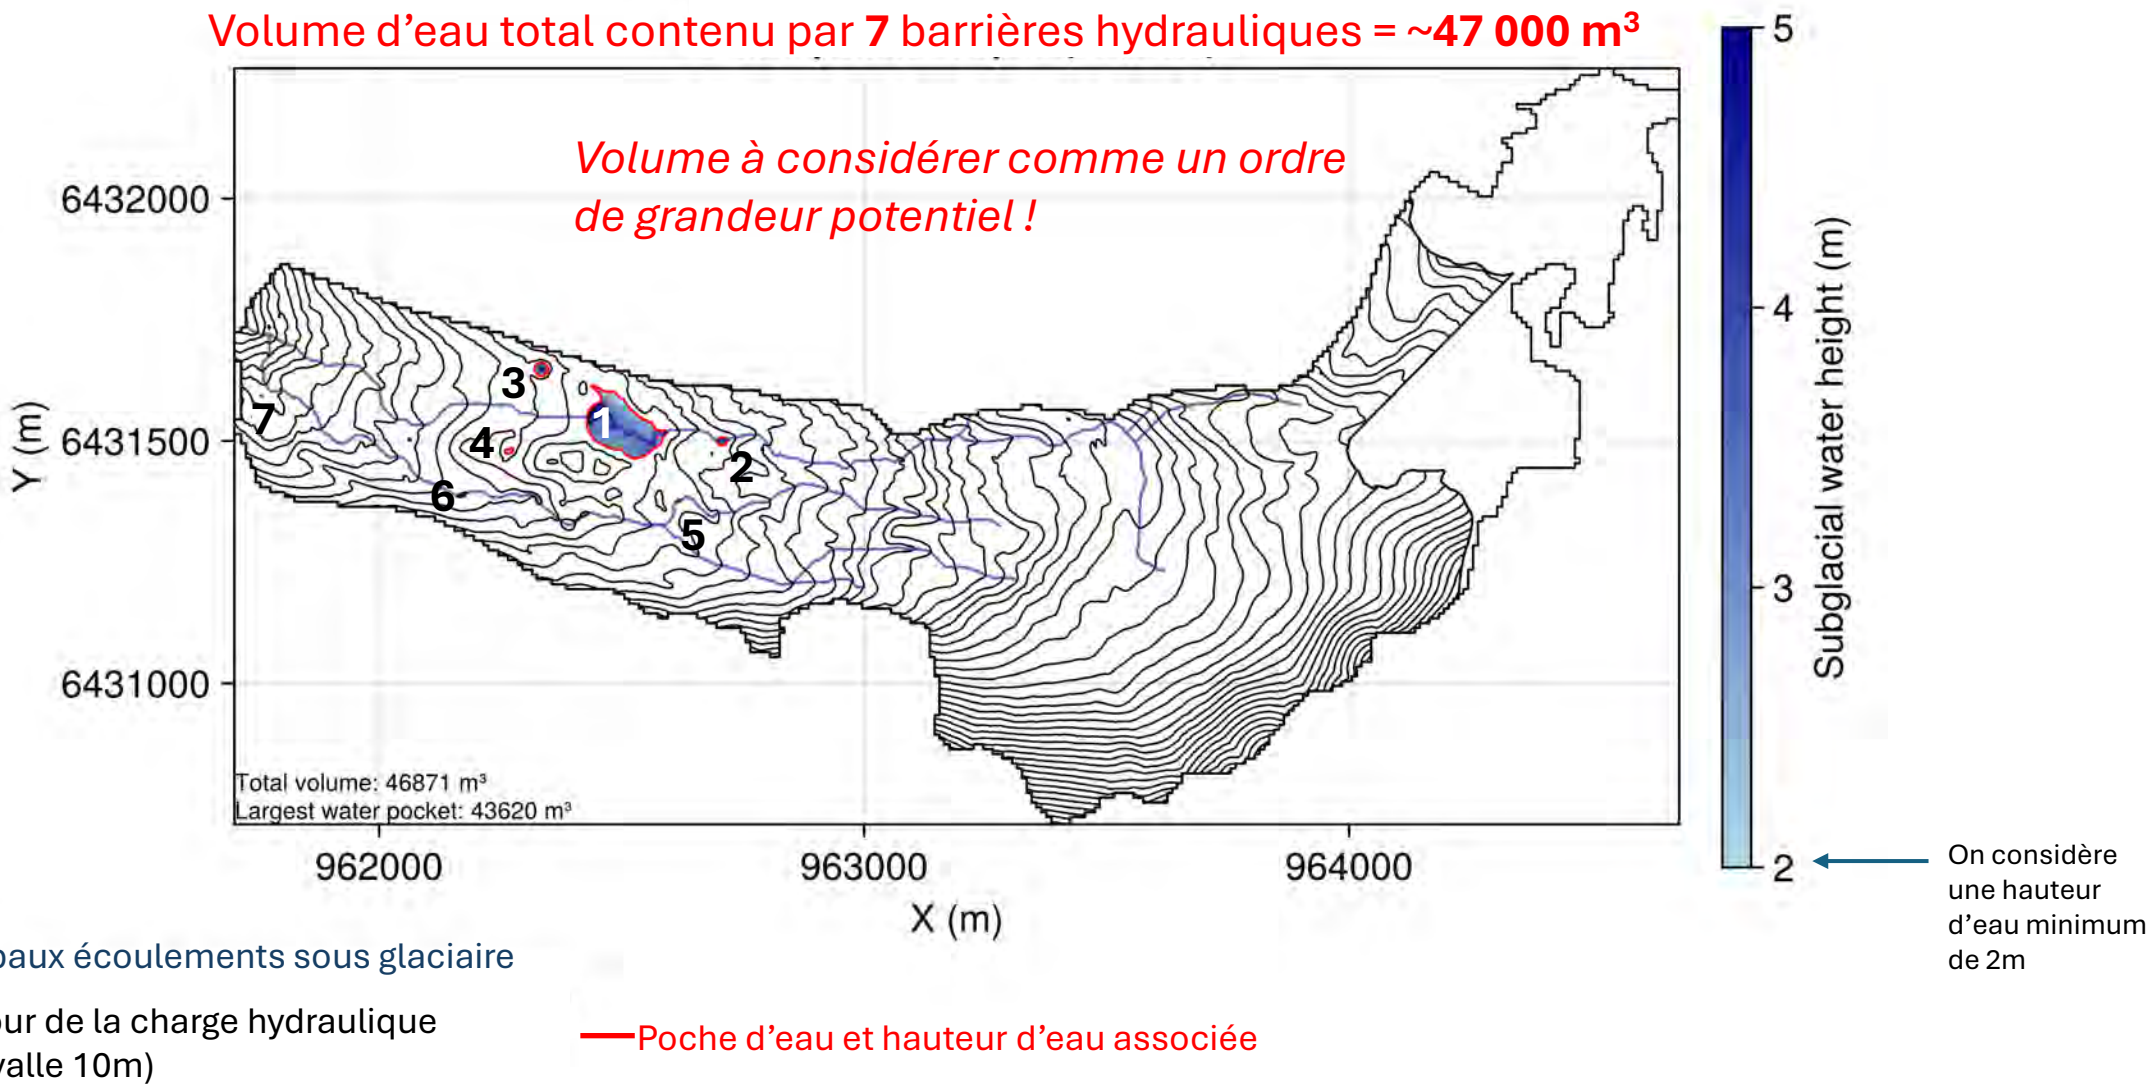 Volume d’eau total contenu par 7 barrières hydrauliques = ~47 000 m³
Volume à considérer comme un ordre
de grandeur potentiel !
6432000
6431500
6431000
Y (m)
3
1
7
4
2
6
5
Total volume: 46871 m³
Largest water pocket: 43620 m³
962000
963000
964000
X (m)
5
4
3
2
Subglacial water height (m)
On considère
une hauteur
d’eau minimum
de 2m
paux écoulements sous glaciaire
our de la charge hydraulique
valle 10m)
Poche d’eau et hauteur d’eau associée